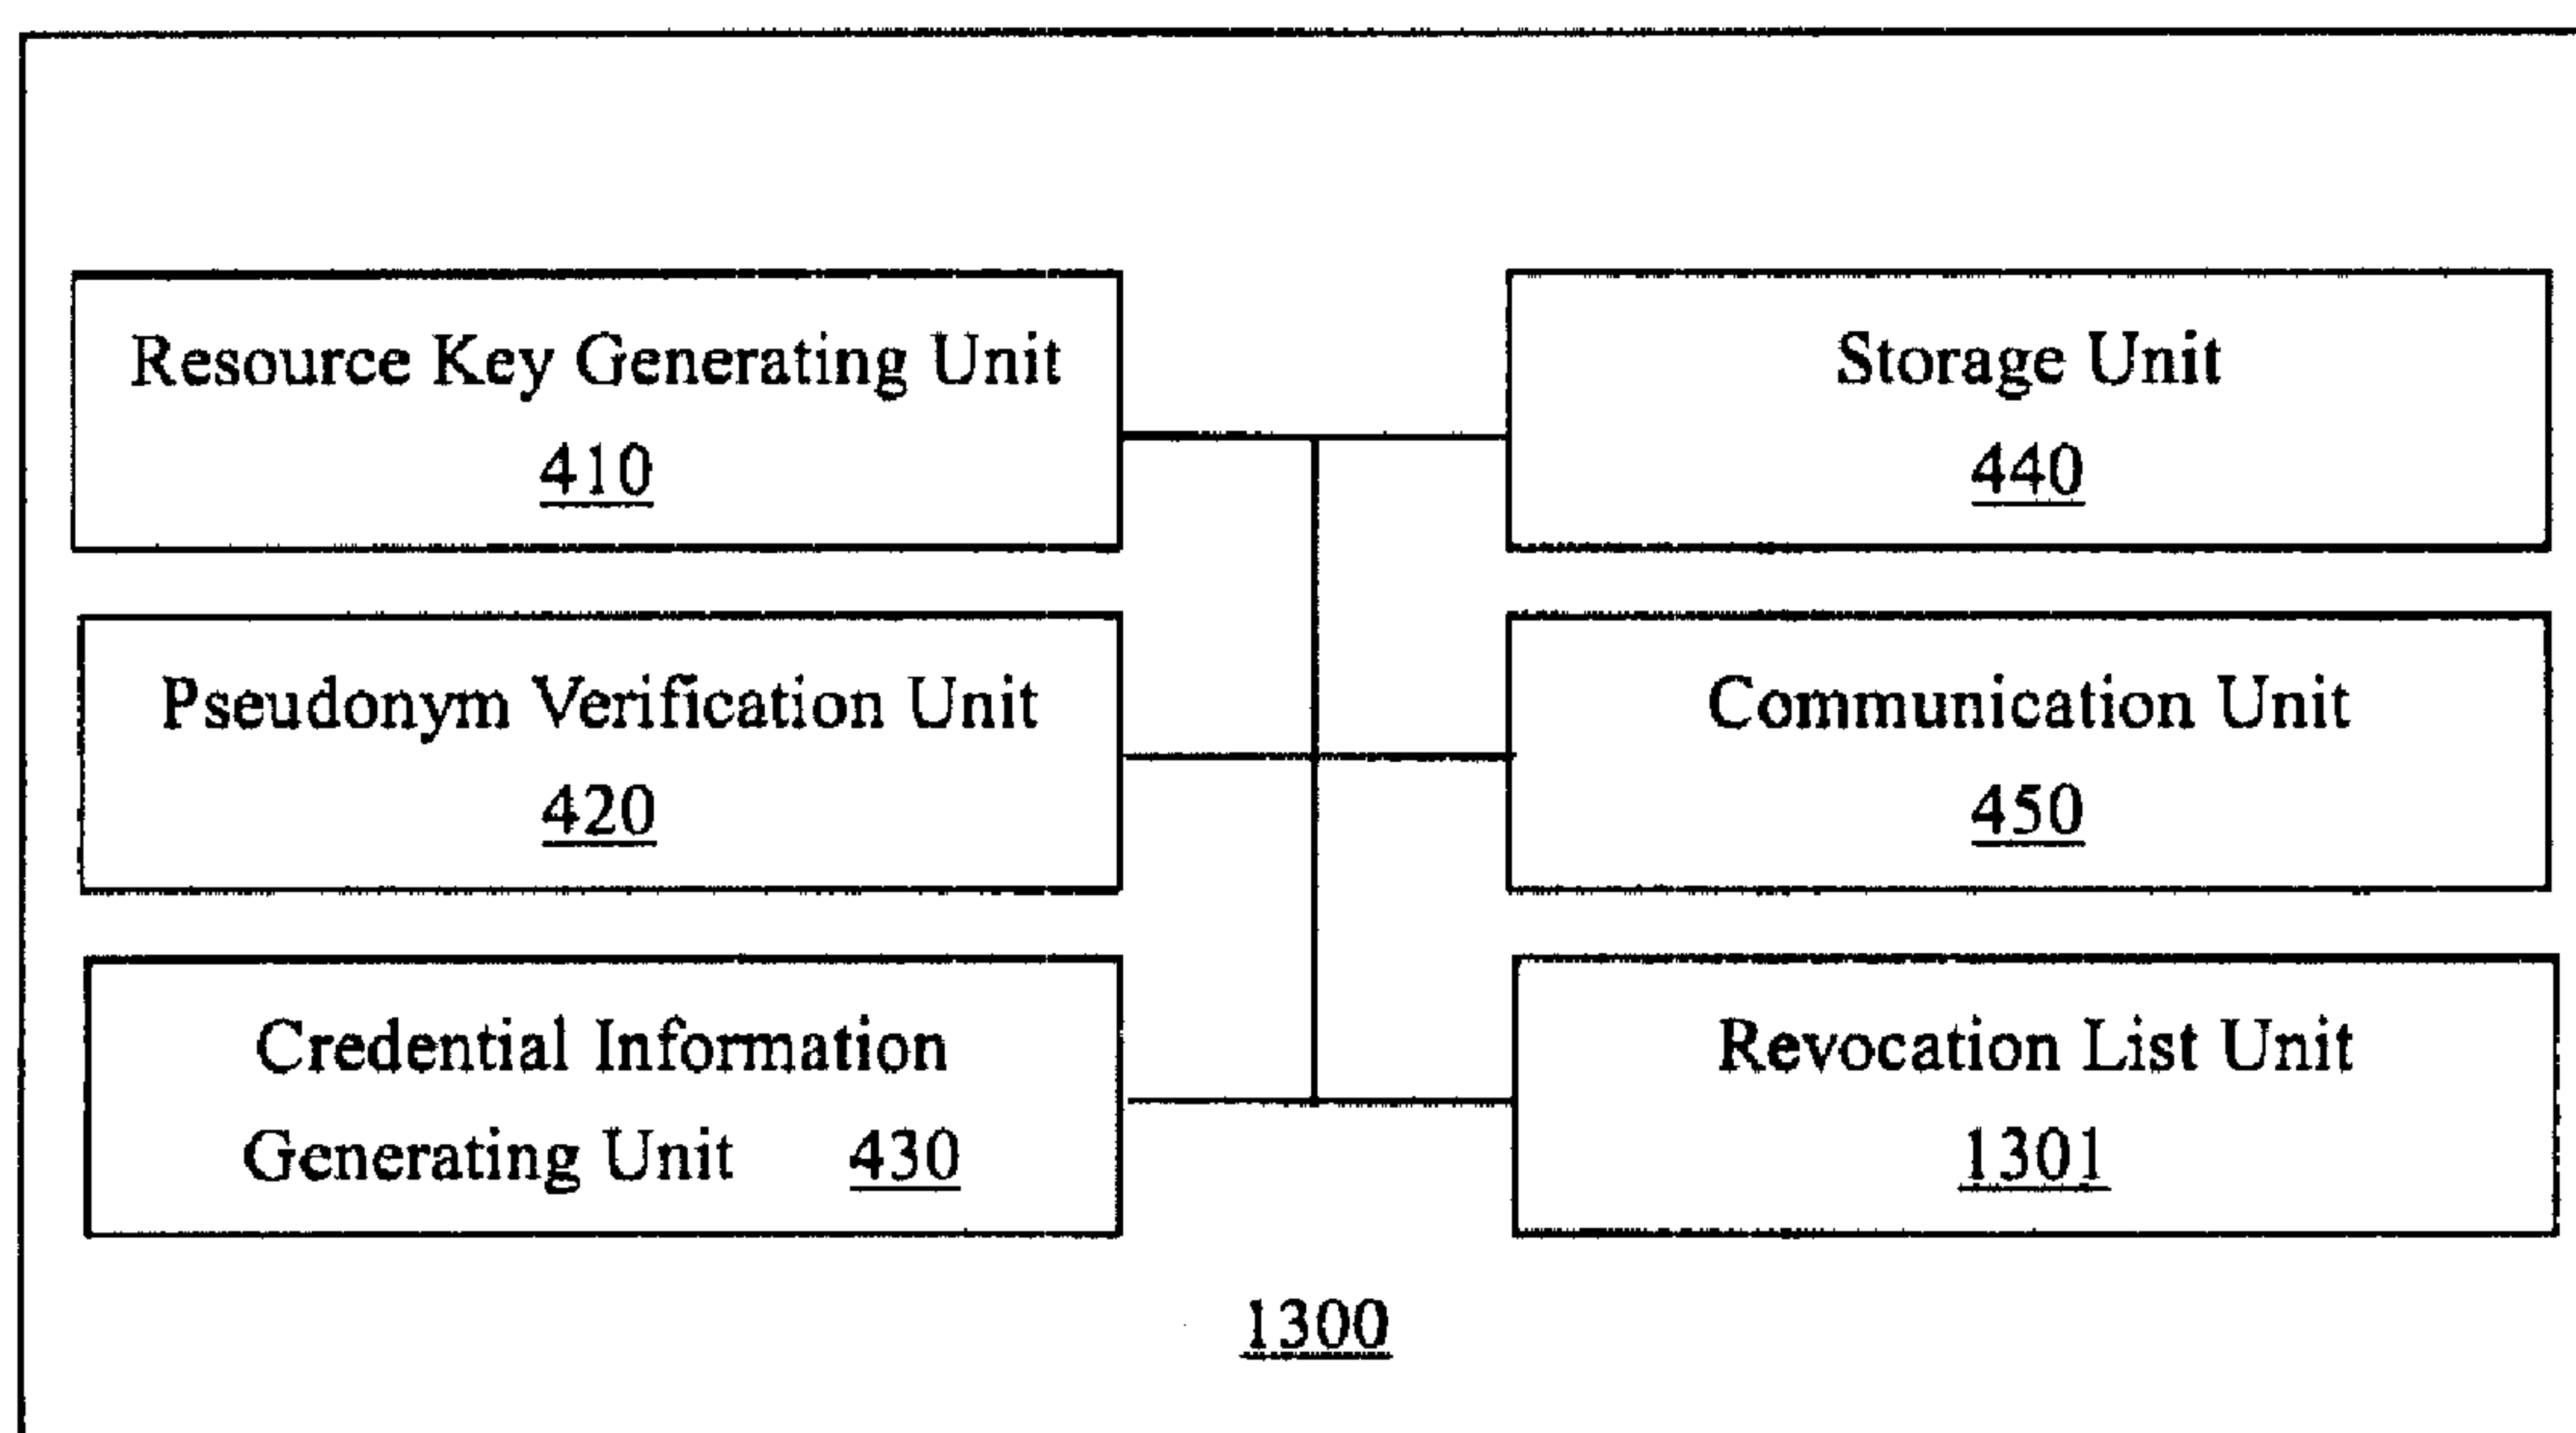 Resource Key Generating Unit
410
Storage Unit
440
Pseudonym Verification Unit
420
Communication Unit
450
Credential Information
Generating Unit 430
Revocation List Unit
1301
1300